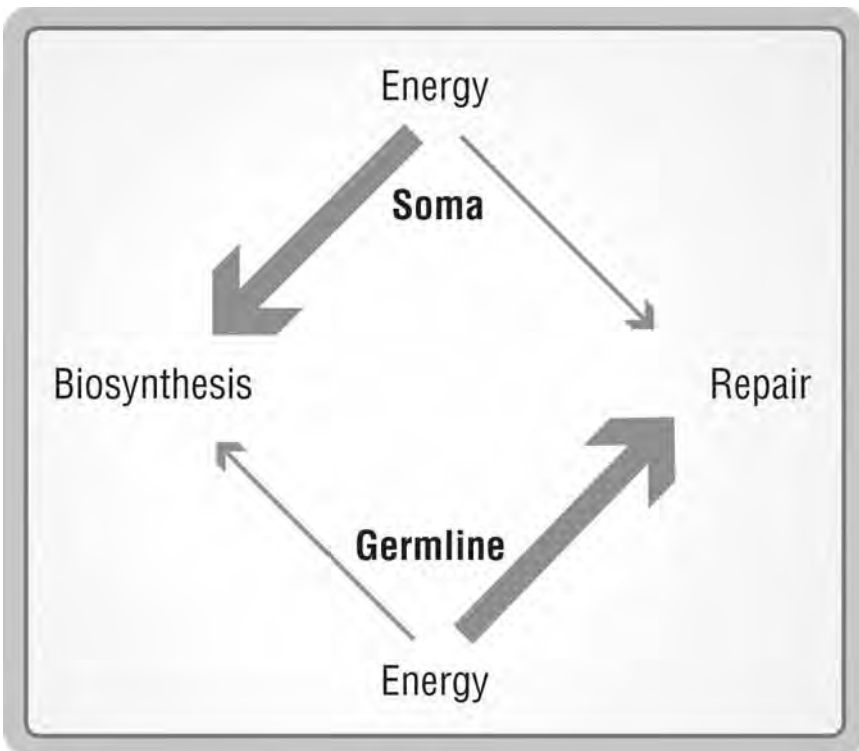 Energy
Soma
Biosynthesis
Repair
Germline
Energy